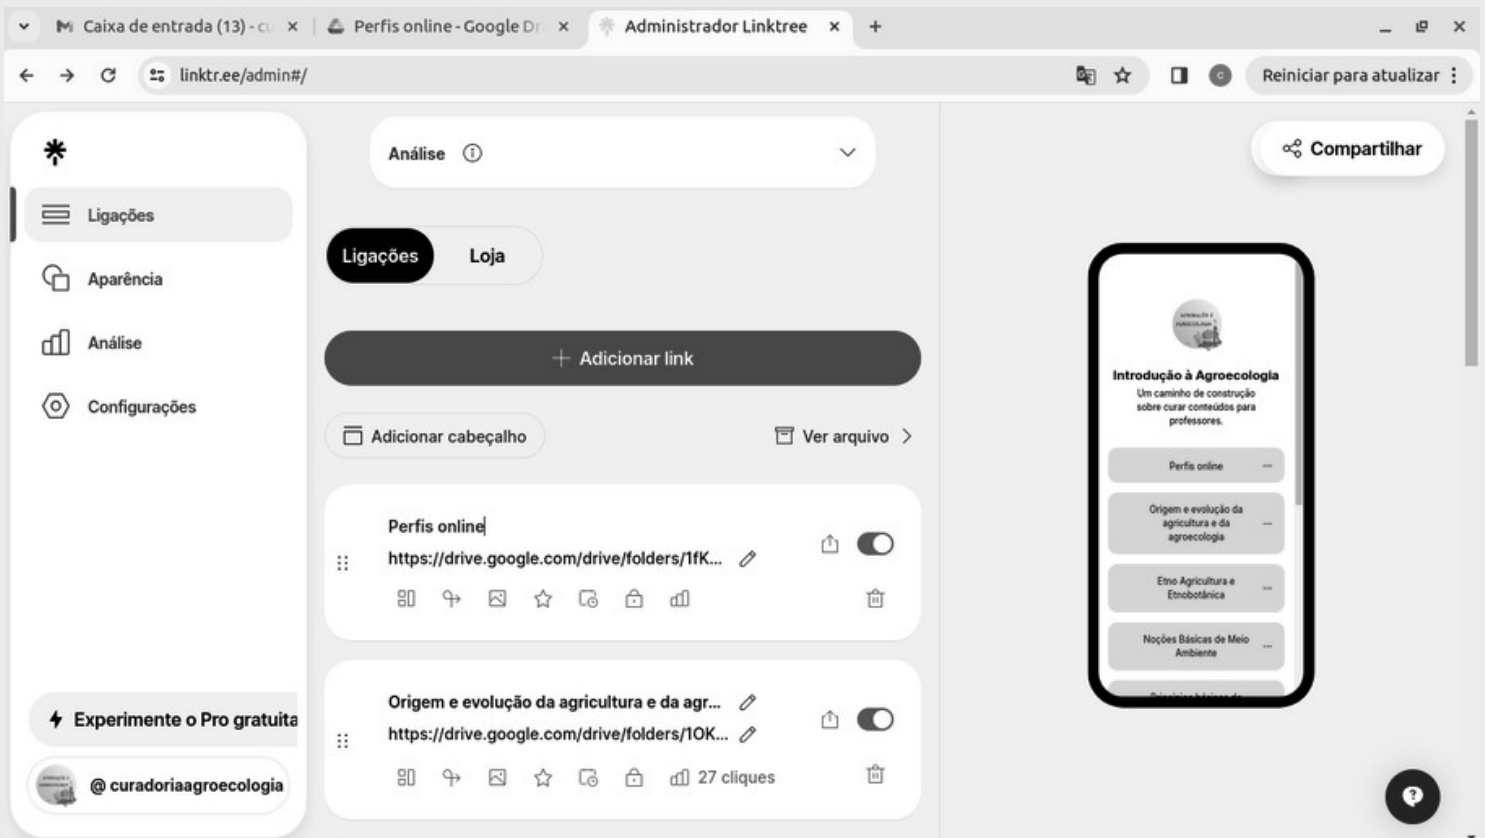 Caixa de entrada (13) - cu
Perfis online - Google Dr
Administrador Linktree
linktr.ee/admin#/
Reiniciar para atualizar
Ligações
Aparência
Análise
Configurações
Experimente o Pro gratuita
@ curadoriaagroecologia
Análise
Ligações
Loja
Adicionar link
Adicionar cabeçalho
Ver arquivo
Perfis online
https://drive.google.com/drive/folders/1fK...
Origem e evolução da agricultura e da agr...
https://drive.google.com/drive/folders/1OK...
27 cliques
Compartilhar
Introdução à Agroecologia
Um caminho de construção
sobre curar conteúdos para
professores.
Perfis online
Origem e evolução da
agricultura e da
agroecologia
Etno Agricultura e
Etnobotânica
Noções Básicas de Meio
Ambiente